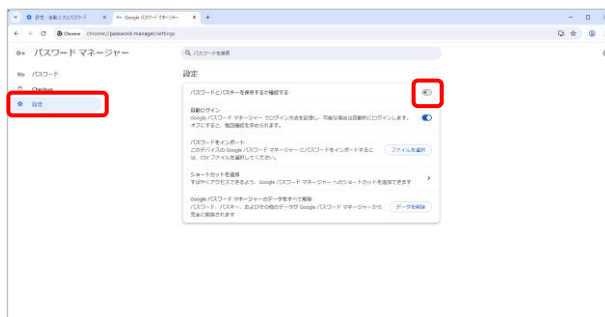 設定 - 自動入力とパスワード
Google パスワード マネージャー
Chrome chrome://password-manager/settings
パスワード マネージャー
パスワードを検索
パスワード
Checkup
設定
設定
パスワードとパスキーを保存するか確認する
自動ログイン
Google パスワード マネージャー でログイン方法を記憶し、可能な場合は自動的にログインします。
オフにすると、毎回確認を求められます。
パスワードをインポート
このデバイスの Google パスワード マネージャー にパスワードをインポートするに
は、CSV ファイルを選択してください。
ファイルを選択
ショートカットを追加
すばやくアクセスできるよう、Google パスワード マネージャー へのショートカットを追加できます
Google パスワード マネージャーのデータをすべて削除
パスワード、パスキー、およびその他のデータが Google パスワード マネージャーから
完全に削除されます
データを削除